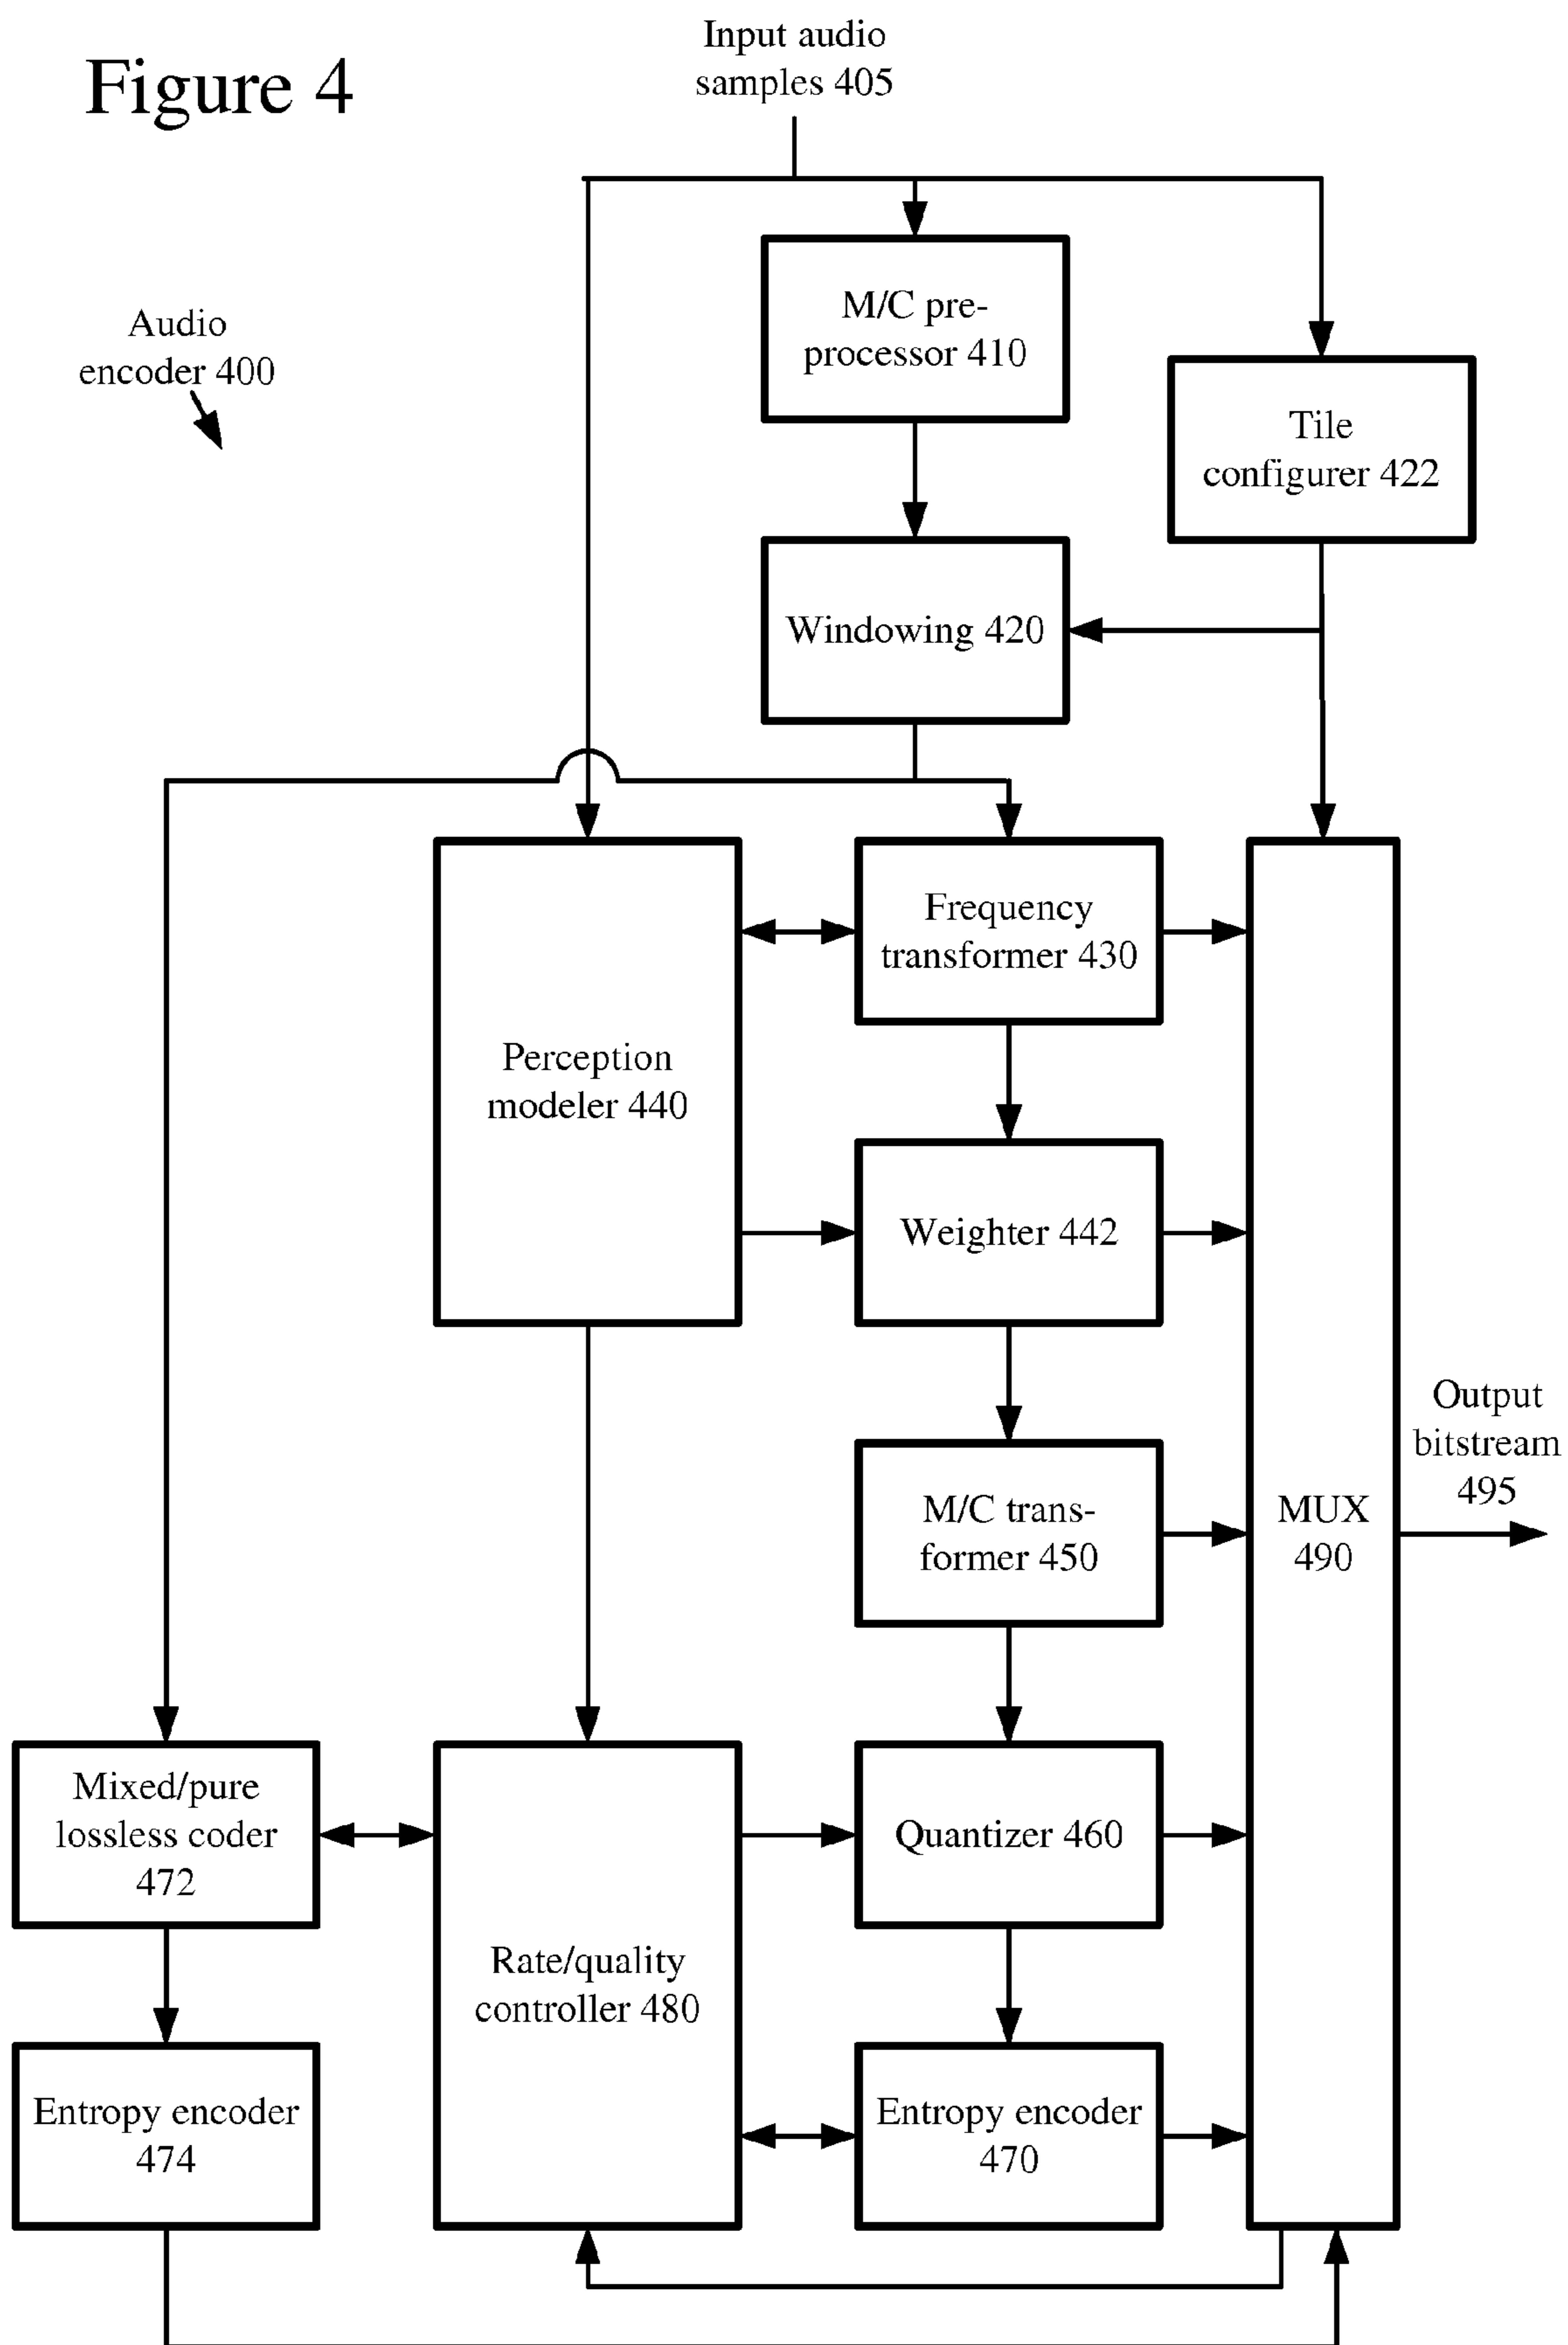 Figure 4
Input audio
samples 405
Audio
encoder 400
M/C pre-
processor 410
Tile
configurer 422
Windowing 420
Perception
modeler 440
Frequency
transformer 430
Weighter 442
M/C trans-
former 450
MUX
490
Output
bitstream
495
Mixed/pure
lossless coder
472
Rate/quality
controller 480
Quantizer 460
Entropy encoder
474
Entropy encoder
470